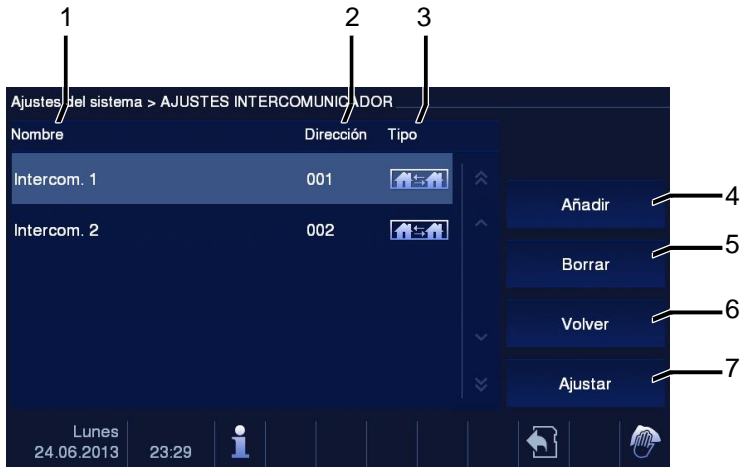 1 2 3
Ajustes del sistema > AJUSTES INTERCOMUNICADOR
Nombre Dirección Tipo
Intercom. 1 001
Intercom. 2 002
Añadir 4
Borrar 5
Volver 6
Ajustar 7
Lunes
24.06.2013 23:29